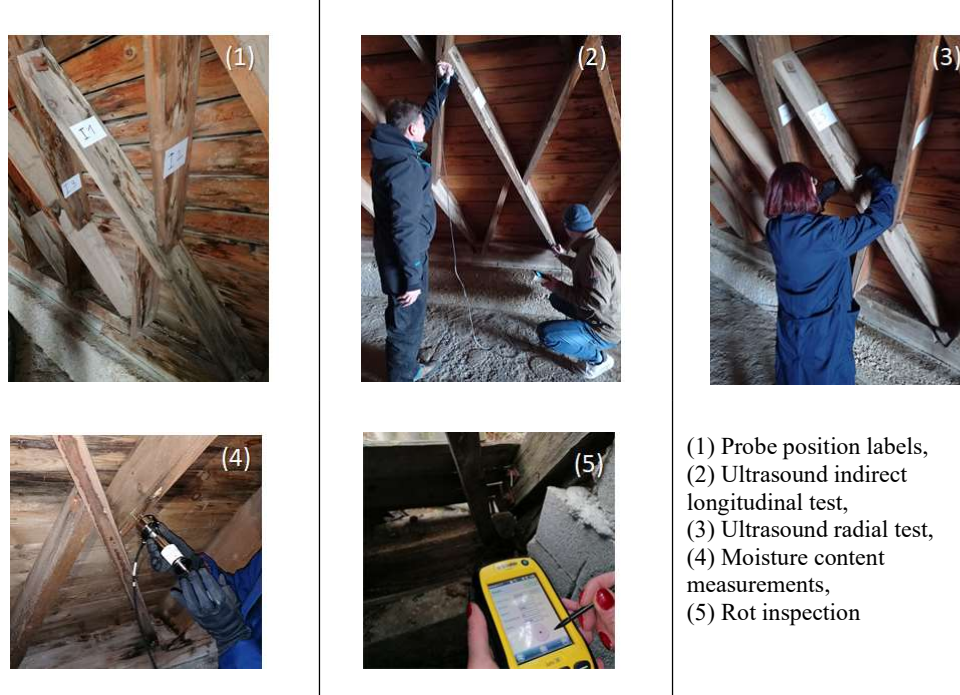 (1)
(2)
(3)
I1
(4)
(5)
(1) Probe position labels,
(2) Ultrasound indirect
longitudinal test,
(3) Ultrasound radial test,
(4) Moisture content
measurements,
(5) Rot inspection